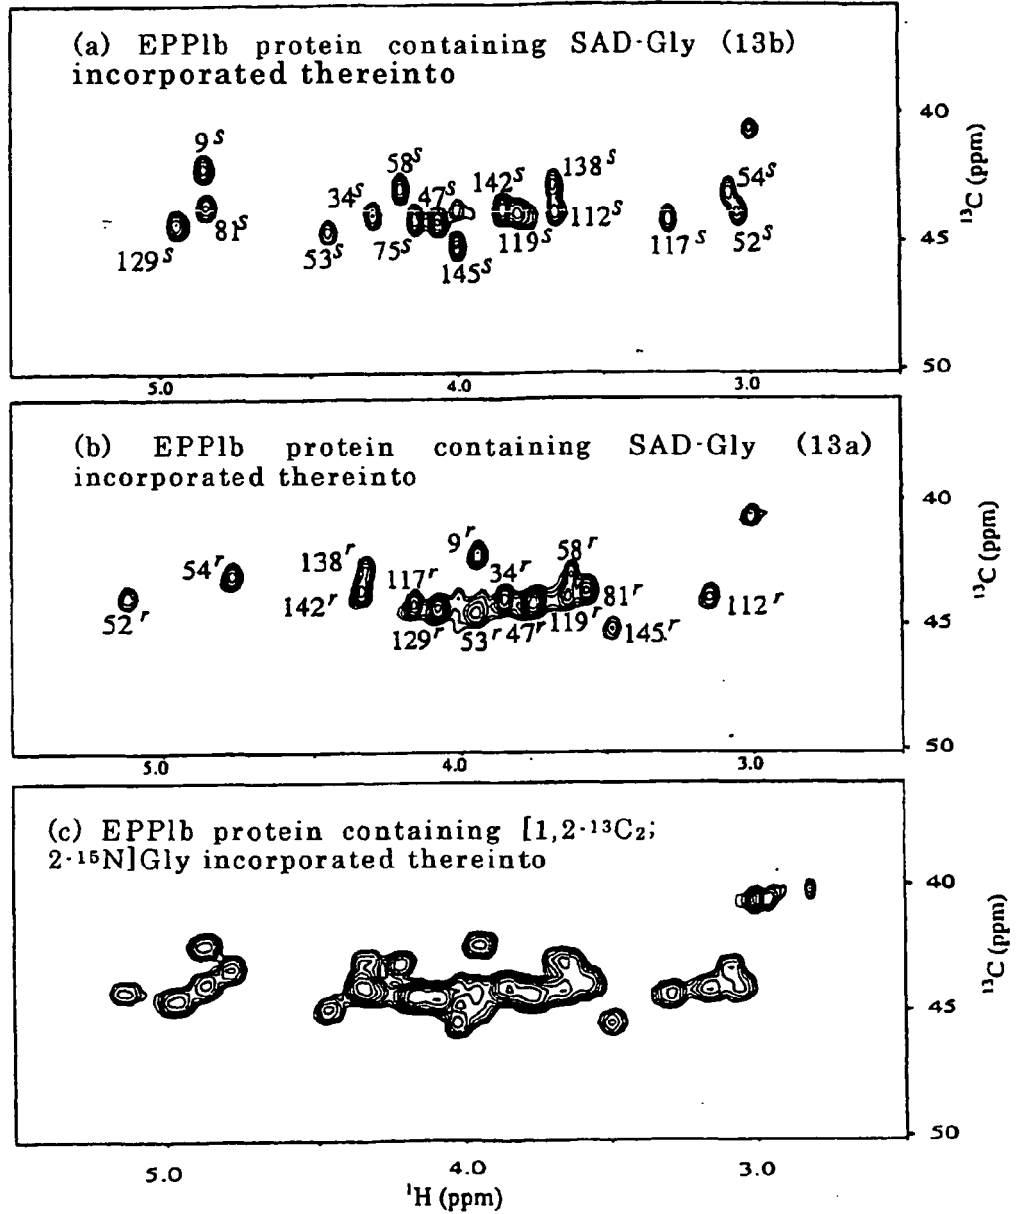 (a) EPPlb protein containing SAD·Gly (13b)
incorporated thereinto
9ˢ
58ˢ
138ˢ
34ˢ
47ˢ
142ˢ
54ˢ
81ˢ
112ˢ
129ˢ
53ˢ
75ˢ
145ˢ
119ˢ
117ˢ
52ˢ
40
45
50
¹³C (ppm)
5.0 4.0 3.0
(b) EPPlb protein containing SAD·Gly (13a)
incorporated thereinto
9ʳ
58ʳ
54ʳ
138ʳ
117ʳ
34ʳ
52ʳ
142ʳ
81ʳ
112ʳ
129ʳ
53ʳ
47ʳ
119ʳ
145ʳ
40
45
50
¹³C (ppm)
5.0 4.0 3.0
(c) EPPlb protein containing [1,2·¹³C₂;
2·¹⁵N]Gly incorporated thereinto
40
45
50
¹³C (ppm)
5.0 4.0 3.0
¹H (ppm)